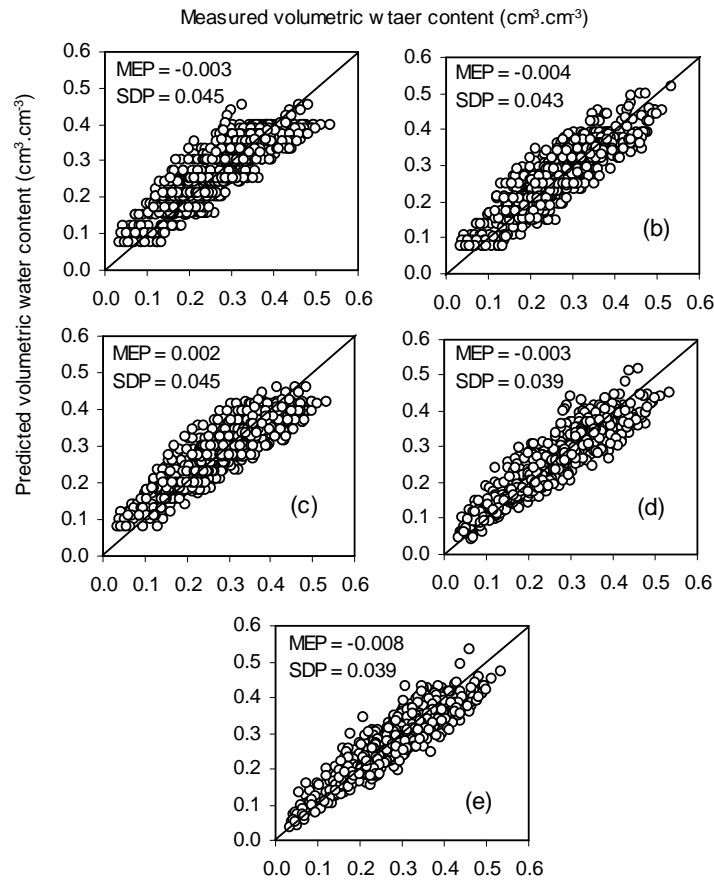 Measured volumetric w taer content (cm³.cm⁻³)
Predicted volumetric water content (cm³.cm⁻³)
0.6
0.5
0.4
0.3
0.2
0.1
0.0
MEP = -0.003
SDP = 0.045
0.0 0.1 0.2 0.3 0.4 0.5 0.6
0.6
0.5
0.4
0.3
0.2
0.1
0.0
MEP = -0.004
SDP = 0.043
(b)
0.0 0.1 0.2 0.3 0.4 0.5 0.6
0.6
0.5
0.4
0.3
0.2
0.1
0.0
MEP = 0.002
SDP = 0.045
(c)
0.0 0.1 0.2 0.3 0.4 0.5 0.6
0.6
0.5
0.4
0.3
0.2
0.1
0.0
MEP = -0.003
SDP = 0.039
(d)
0.0 0.1 0.2 0.3 0.4 0.5 0.6
0.6
0.5
0.4
0.3
0.2
0.1
0.0
MEP = -0.008
SDP = 0.039
(e)
0.0 0.1 0.2 0.3 0.4 0.5 0.6